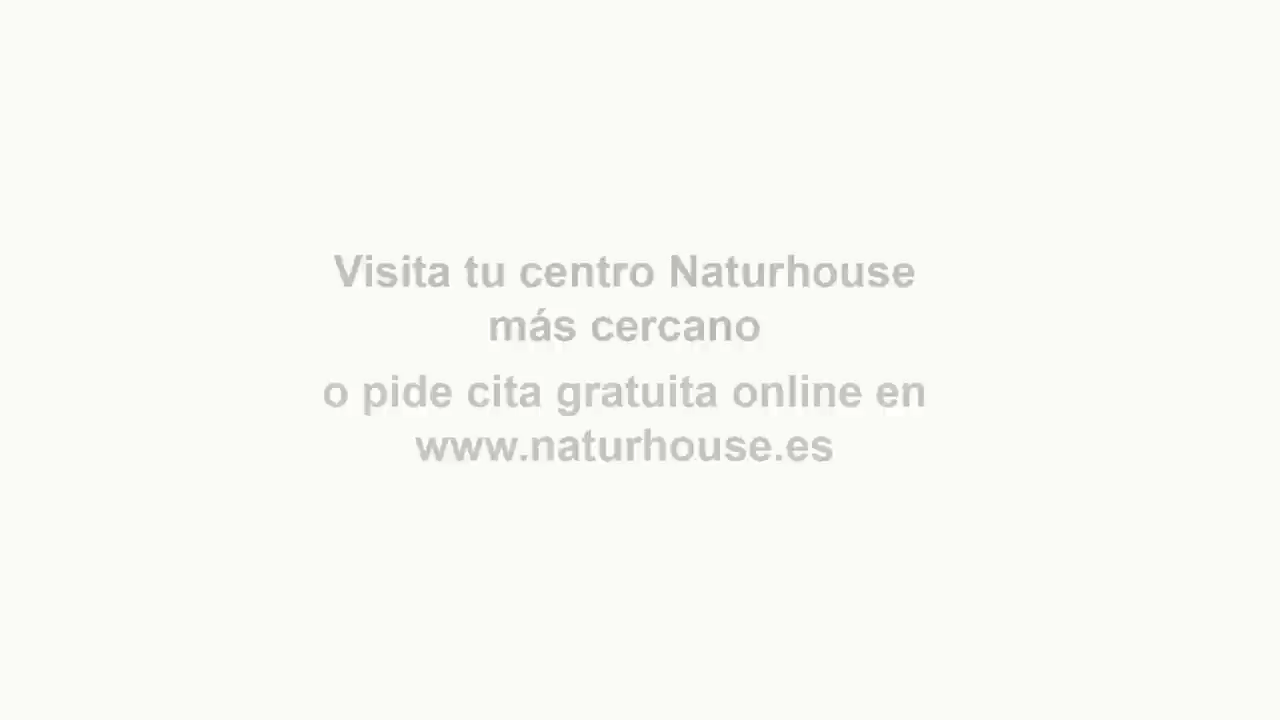 Visita tu centro Naturhouse
más cercano
o pide cita gratuita online en
www.naturhouse.es